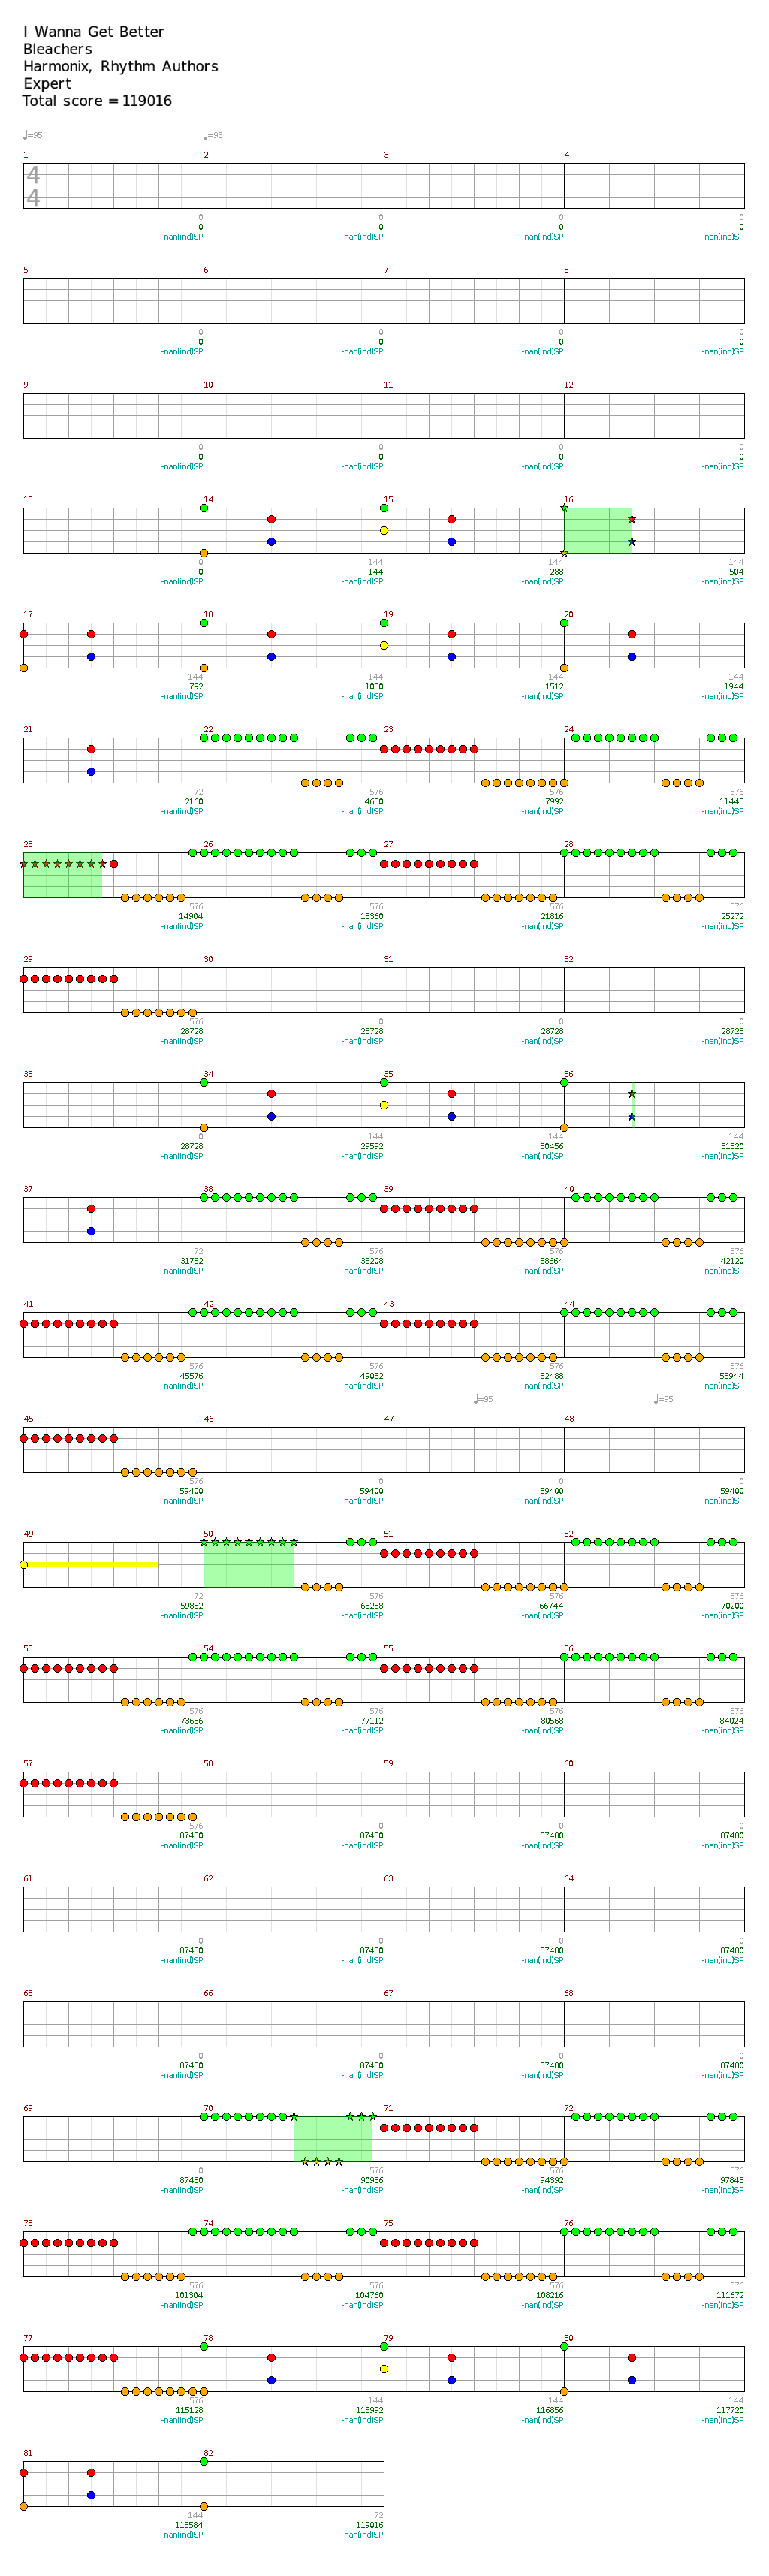 I Wanna Get Better
Bleachers
Harmonix, Rhythm Authors
Expert
Total score = 119016
♩=95 ♩=95
1 2 3 4
4
4
0 0 0 0
0 0 0 0
-nan(ind)SP -nan(ind)SP -nan(ind)SP -nan(ind)SP
5 6 7 8
0 0 0 0
0 0 0 0
-nan(ind)SP -nan(ind)SP -nan(ind)SP -nan(ind)SP
9 10 11 12
0 0 0 0
0 0 0 0
-nan(ind)SP -nan(ind)SP -nan(ind)SP -nan(ind)SP
13 14 15 16
0 144 144 144
0 144 288 504
-nan(ind)SP -nan(ind)SP -nan(ind)SP -nan(ind)SP
17 18 19 20
144 144 144 144
792 1080 1512 1944
-nan(ind)SP -nan(ind)SP -nan(ind)SP -nan(ind)SP
21 22 23 24
72 576 576 576
2160 4680 7992 11448
-nan(ind)SP -nan(ind)SP -nan(ind)SP -nan(ind)SP
25 26 27 28
576 576 576 576
14904 18360 21816 25272
-nan(ind)SP -nan(ind)SP -nan(ind)SP -nan(ind)SP
29 30 31 32
576 0 0 0
28728 28728 28728 28728
-nan(ind)SP -nan(ind)SP -nan(ind)SP -nan(ind)SP
33 34 35 36
0 144 144 144
28728 29592 30456 31320
-nan(ind)SP -nan(ind)SP -nan(ind)SP -nan(ind)SP
37 38 39 40
72 576 576 576
31752 35208 38664 42120
-nan(ind)SP -nan(ind)SP -nan(ind)SP -nan(ind)SP
41 42 43 44
576 576 576 576
45576 49032 52488 55944
-nan(ind)SP -nan(ind)SP -nan(ind)SP -nan(ind)SP
♩=95 ♩=95
45 46 47 48
576 0 0 0
59400 59400 59400 59400
-nan(ind)SP -nan(ind)SP -nan(ind)SP -nan(ind)SP
49 50 51 52
72 576 576 576
59832 63288 66744 70200
-nan(ind)SP -nan(ind)SP -nan(ind)SP -nan(ind)SP
53 54 55 56
576 576 576 576
73656 77112 80568 84024
-nan(ind)SP -nan(ind)SP -nan(ind)SP -nan(ind)SP
57 58 59 60
576 0 0 0
87480 87480 87480 87480
-nan(ind)SP -nan(ind)SP -nan(ind)SP -nan(ind)SP
61 62 63 64
0 0 0 0
87480 87480 87480 87480
-nan(ind)SP -nan(ind)SP -nan(ind)SP -nan(ind)SP
65 66 67 68
0 0 0 0
87480 87480 87480 87480
-nan(ind)SP -nan(ind)SP -nan(ind)SP -nan(ind)SP
69 70 71 72
0 576 576 576
87480 90936 94392 97848
-nan(ind)SP -nan(ind)SP -nan(ind)SP -nan(ind)SP
73 74 75 76
576 576 576 576
101304 104760 108216 111672
-nan(ind)SP -nan(ind)SP -nan(ind)SP -nan(ind)SP
77 78 79 80
576 144 144 144
115128 115992 116856 117720
-nan(ind)SP -nan(ind)SP -nan(ind)SP -nan(ind)SP
81 82
144 72
118584 119016
-nan(ind)SP -nan(ind)SP